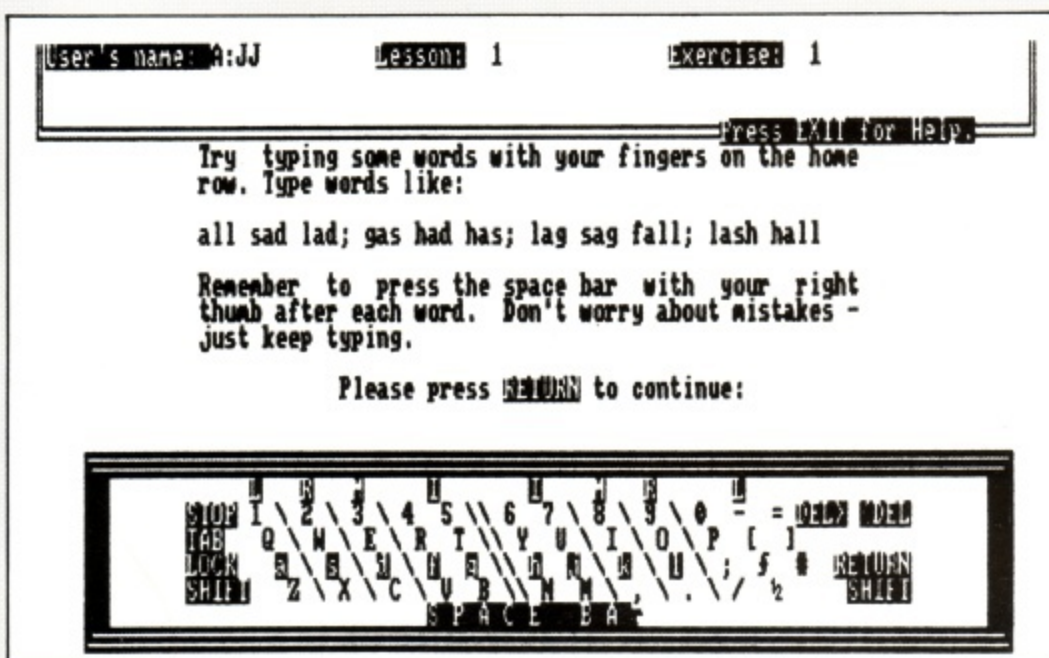 User's name: A:JJ Lesson: 1 Exercise: 1
Press EXIT for Help.
Try typing some words with your fingers on the home
row. Type words like:
all sad lad; gas had has; lag sag fall; lash hall
Remember to press the space bar with your right
thumb after each word. Don't worry about mistakes -
just keep typing.
Please press RETURN to continue:
L R I I R L
STOP 1 \ 2 \ 3 \ 4 \ 5 \\ 6 \ 7 \ 8 \ 9 \ 0 - = DEL> <DEL
TAB Q \ W \ E \ R \ T \\ Y \ U \ I \ O \ P [ ]
LOCK a \ s \ d \ f \ g \\ h \ j \ k \ l \ ; § # RETURN
SHIFT Z \ X \ C \ V \ B \\ N \ M \ , \ . \ / ½ SHIFT
S P A C E B A